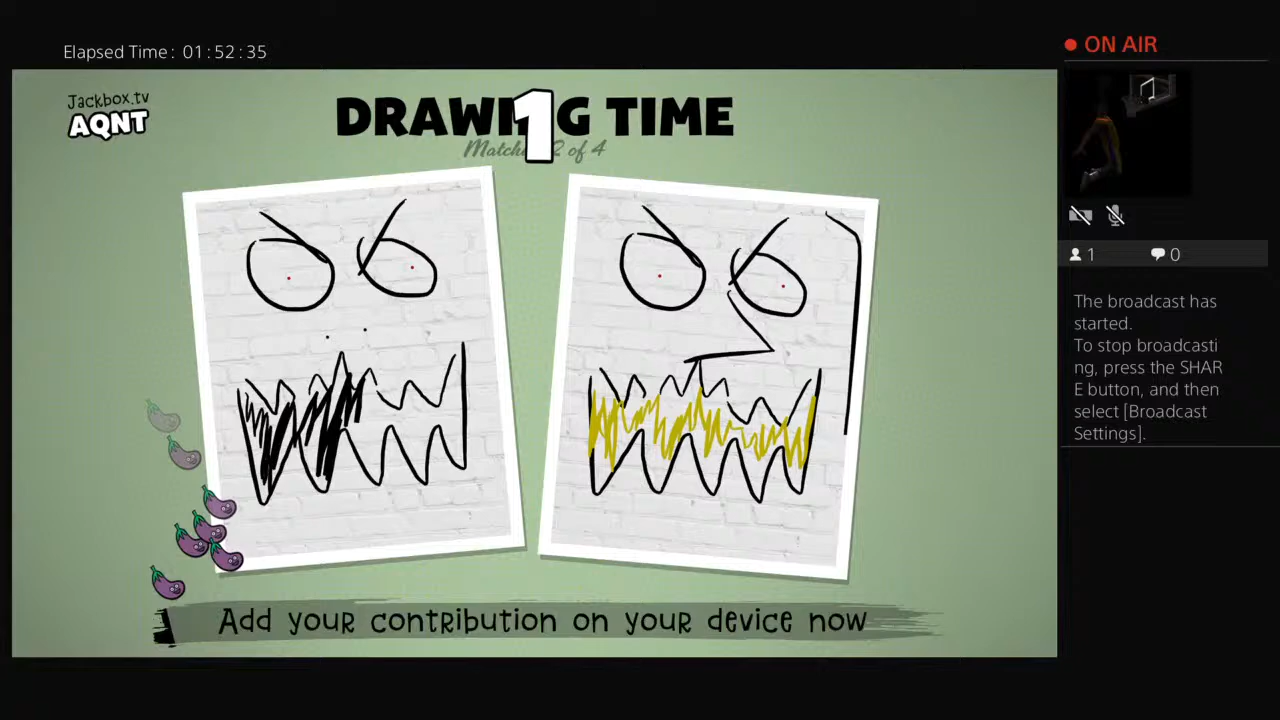 Elapsed Time: 01:52:35
ON AIR
Jackbox.tv
AQNT
DRAWING TIME
1
2 of 4
1
0
The broadcast has
started.
To stop broadcasti
ng, press the SHAR
E button, and then
select [Broadcast
Settings].
Add your contribution on your device now